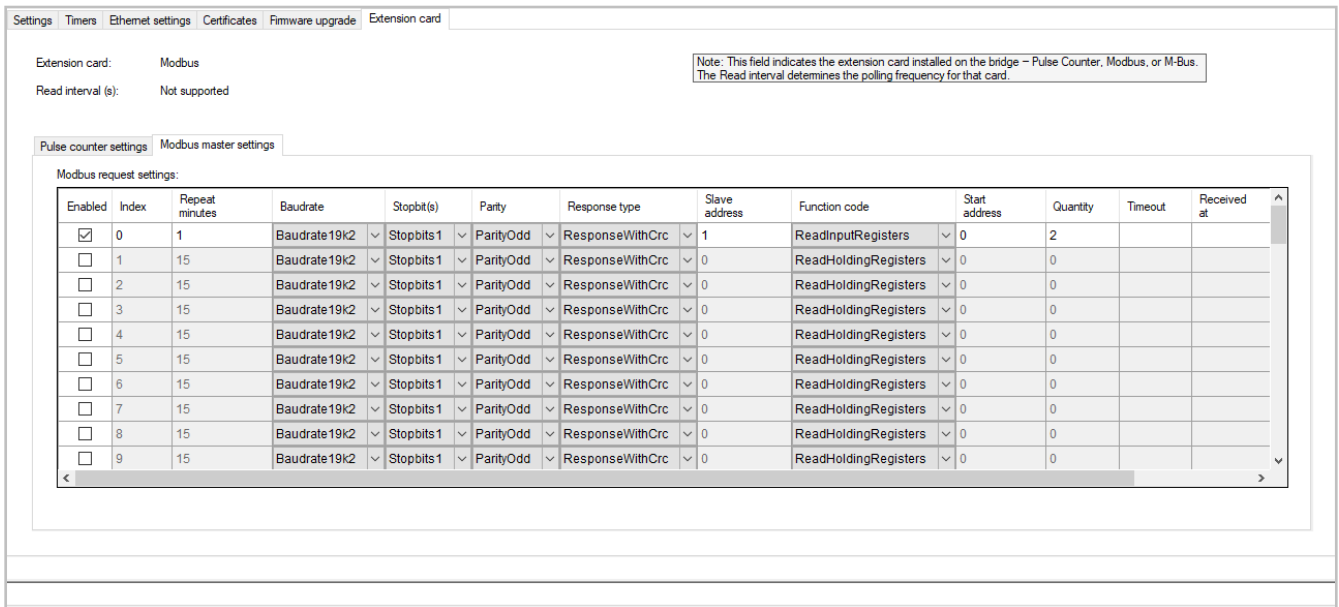 Settings Timers Ethernet settings Certificates Firmware upgrade Extension card
Extension card: Modbus
Note: This field indicates the extension card installed on the bridge – Pulse Counter, Modbus, or M-Bus.
The Read interval determines the polling frequency for that card.
Read interval (s): Not supported
Pulse counter settings Modbus master settings
Modbus request settings:
Enabled Index Repeat minutes Baudrate Stopbit(s) Parity Response type Slave address Function code Start address Quantity Timeout Received at
0 1 Baudrate19k2 Stopbits1 ParityOdd ResponseWithCrc 1 ReadInputRegisters 0 2
1 15 Baudrate19k2 Stopbits1 ParityOdd ResponseWithCrc 0 ReadHoldingRegisters 0 0
2 15 Baudrate19k2 Stopbits1 ParityOdd ResponseWithCrc 0 ReadHoldingRegisters 0 0
3 15 Baudrate19k2 Stopbits1 ParityOdd ResponseWithCrc 0 ReadHoldingRegisters 0 0
4 15 Baudrate19k2 Stopbits1 ParityOdd ResponseWithCrc 0 ReadHoldingRegisters 0 0
5 15 Baudrate19k2 Stopbits1 ParityOdd ResponseWithCrc 0 ReadHoldingRegisters 0 0
6 15 Baudrate19k2 Stopbits1 ParityOdd ResponseWithCrc 0 ReadHoldingRegisters 0 0
7 15 Baudrate19k2 Stopbits1 ParityOdd ResponseWithCrc 0 ReadHoldingRegisters 0 0
8 15 Baudrate19k2 Stopbits1 ParityOdd ResponseWithCrc 0 ReadHoldingRegisters 0 0
9 15 Baudrate19k2 Stopbits1 ParityOdd ResponseWithCrc 0 ReadHoldingRegisters 0 0